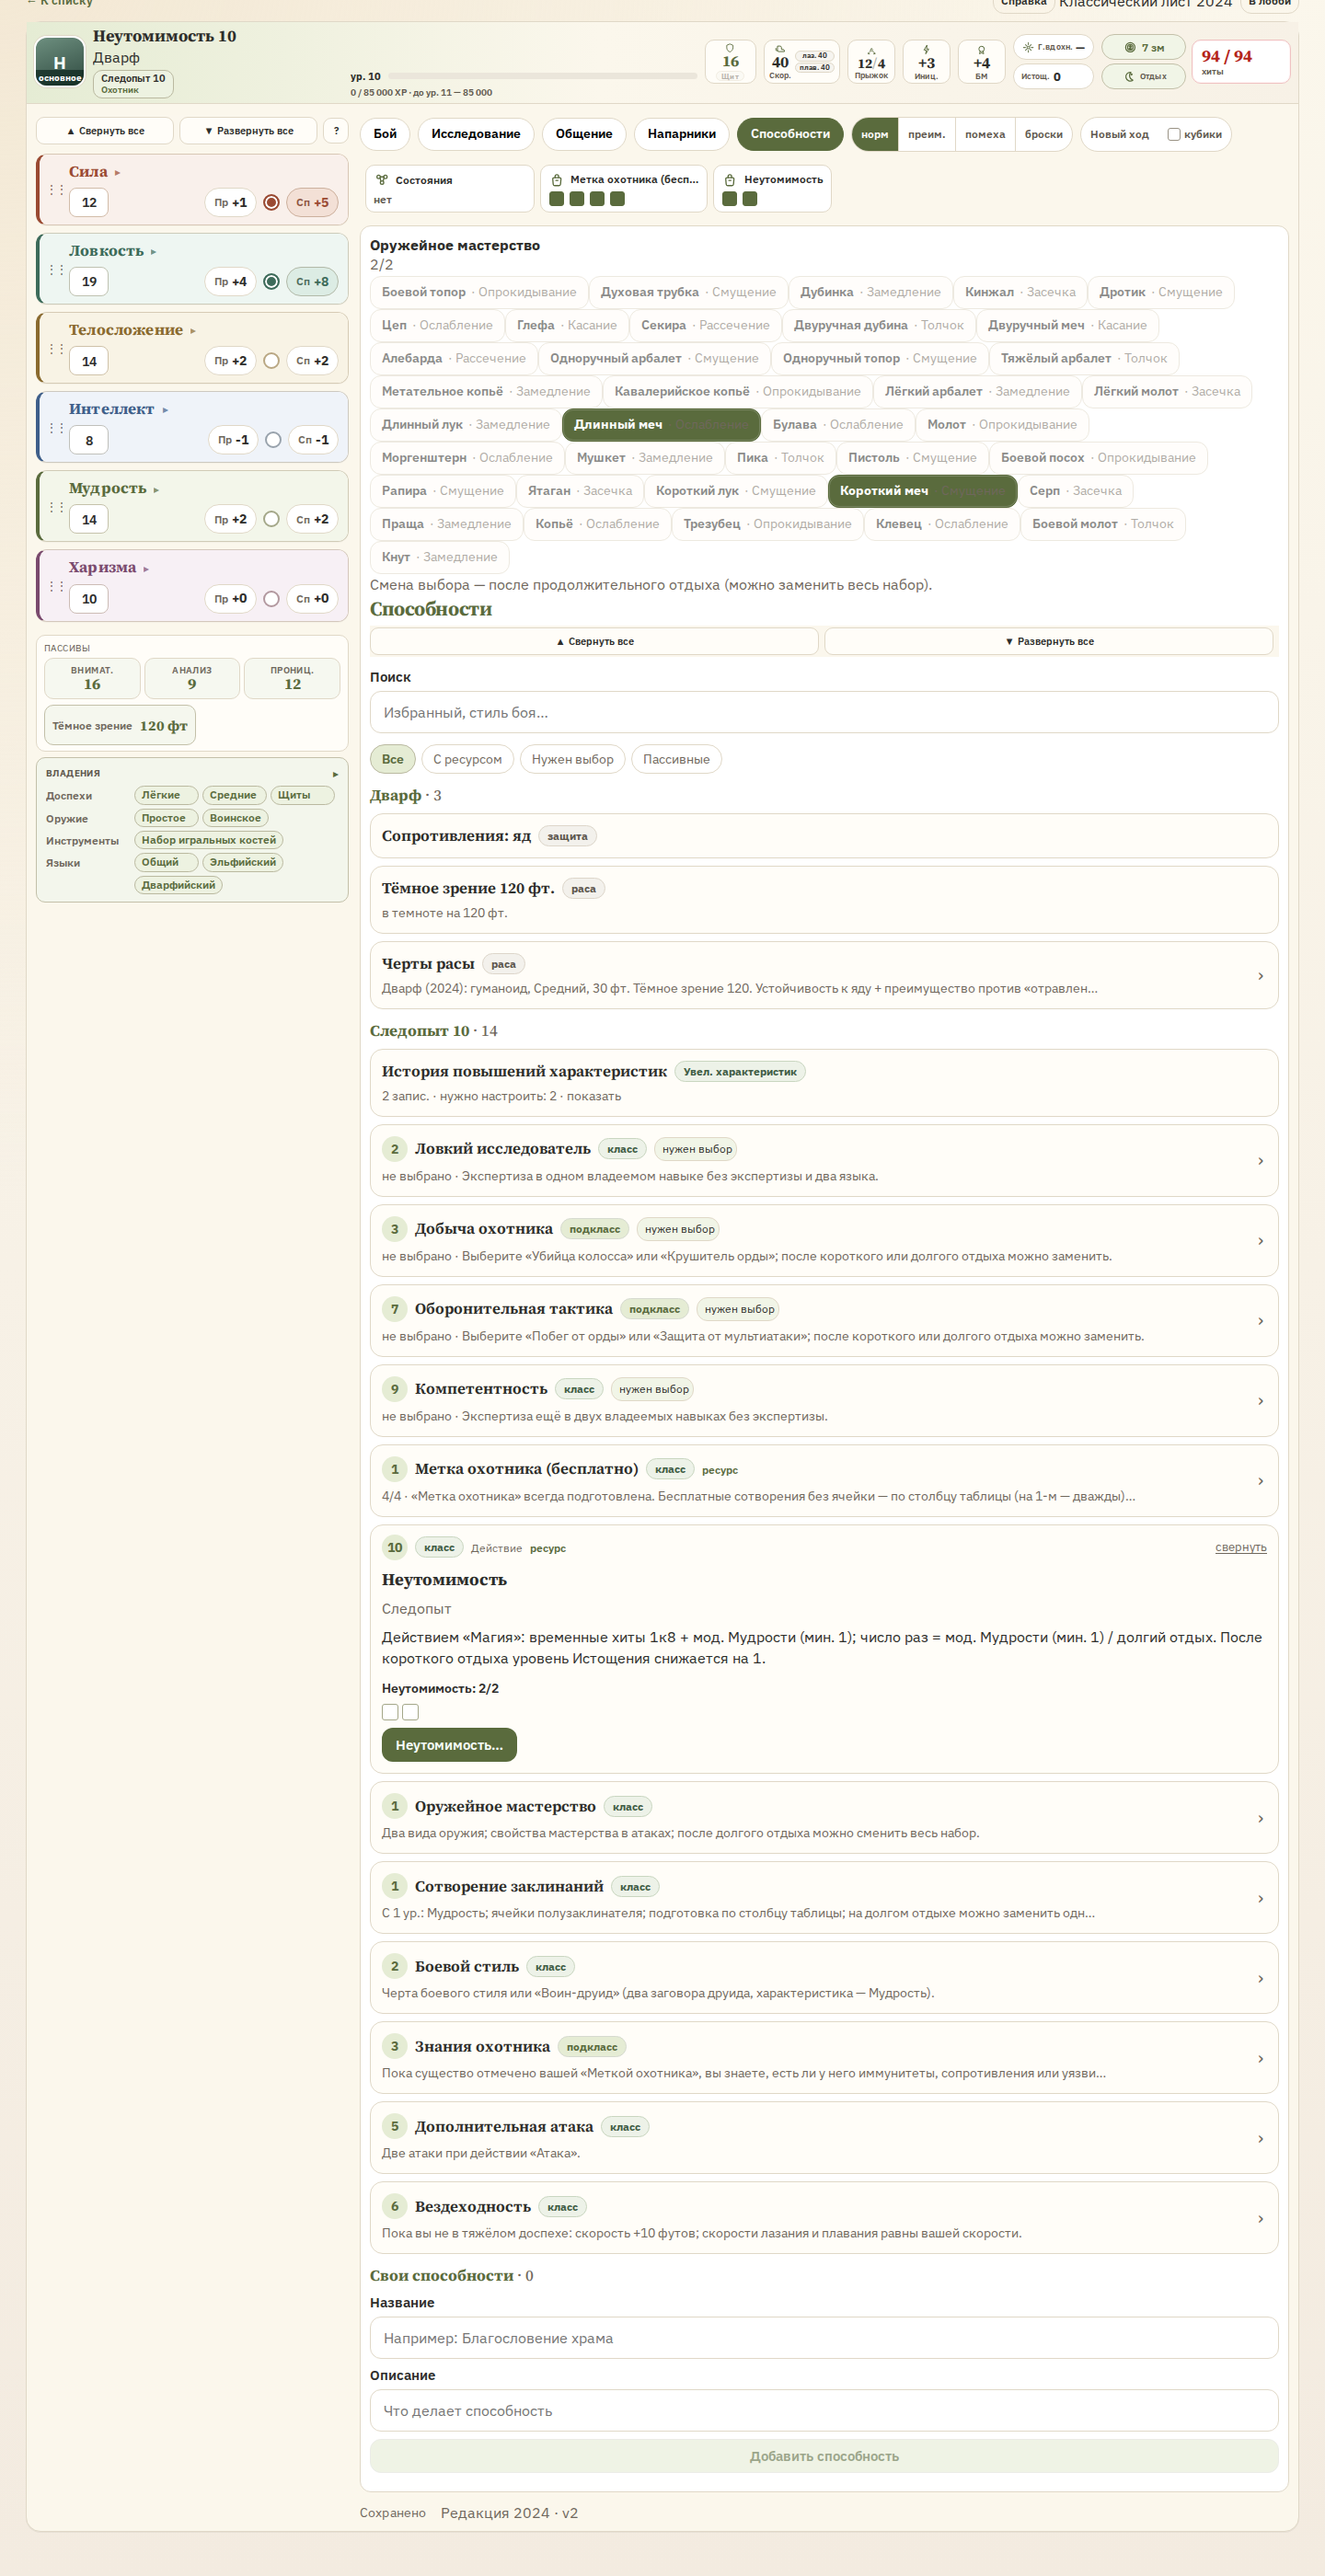 ← К списку
Справка Классический лист 2024 В лобби
Н
основное
Неутомимость 10
Дварф
Следопыт 10
Охотник
ур. 10
0 / 85 000 XP · до ур. 11 — 85 000
16
Щит
40
Скор.
лаз. 40
плав. 40
12/4
Прыжок
+3
Иниц.
+4
БМ
Г.вдохн. —
Истощ. 0
7 зм
Отдых
94 / 94
хиты
▲ Свернуть все ▼ Развернуть все ?
Бой Исследование Общение Напарники Способности норм преим. помеха броски Новый ход кубики
Сила ▸
12 Пр +1 Сп +5
Ловкость ▸
19 Пр +4 Сп +8
Телосложение ▸
14 Пр +2 Сп +2
Интеллект ▸
8 Пр -1 Сп -1
Мудрость ▸
14 Пр +2 Сп +2
Харизма ▸
10 Пр +0 Сп +0
ПАССИВЫ
ВНИМАТ. АНАЛИЗ ПРОНИЦ.
16 9 12
Тёмное зрение 120 фт
ВЛАДЕНИЯ ▸
Доспехи Лёгкие Средние Щиты
Оружие Простое Воинское
Инструменты Набор игральных костей
Языки Общий Эльфийский
Дварфийский
Состояния
нет
Метка охотника (бесп...
Неутомимость
Оружейное мастерство
2/2
Боевой топор · Опрокидывание Духовая трубка · Смущение Дубинка · Замедление Кинжал · Засечка Дротик · Смущение
Цеп · Ослабление Глефа · Касание Секира · Рассечение Двуручная дубина · Толчок Двуручный меч · Касание
Алебарда · Рассечение Одноручный арбалет · Смущение Одноручный топор · Смущение Тяжёлый арбалет · Толчок
Метательное копьё · Замедление Кавалерийское копьё · Опрокидывание Лёгкий арбалет · Замедление Лёгкий молот · Засечка
Длинный лук · Замедление Длинный меч Булава · Ослабление Молот · Опрокидывание
Моргенштерн · Ослабление Мушкет · Замедление Пика · Толчок Пистоль · Смущение Боевой посох · Опрокидывание
Рапира · Смущение Ятаган · Засечка Короткий лук · Смущение Короткий меч · Смущение Серп · Засечка
Праща · Замедление Копьё · Ослабление Трезубец · Опрокидывание Клевец · Ослабление Боевой молот · Толчок
Кнут · Замедление
Смена выбора — после продолжительного отдыха (можно заменить весь набор).
Способности
▲ Свернуть все ▼ Развернуть все
Поиск
Избранный, стиль боя...
Все С ресурсом Нужен выбор Пассивные
Дварф · 3
Сопротивления: яд защита
Тёмное зрение 120 фт. раса
в темноте на 120 фт.
Черты расы раса
Дварф (2024): гуманоид, Средний, 30 фт. Тёмное зрение 120. Устойчивость к яду + преимущество против «отравлен...
Следопыт 10 · 14
История повышений характеристик Увел. характеристик
2 запис. · нужно настроить: 2 · показать
2 Ловкий исследователь класс нужен выбор
не выбрано · Экспертиза в одном владеемом навыке без экспертизы и два языка.
3 Добыча охотника подкласс нужен выбор
не выбрано · Выберите «Убийца колосса» или «Крушитель орды»; после короткого или долгого отдыха можно заменить.
7 Оборонительная тактика подкласс нужен выбор
не выбрано · Выберите «Побег от орды» или «Защита от мультиатаки»; после короткого или долгого отдыха можно заменить.
9 Компетентность класс нужен выбор
не выбрано · Экспертиза ещё в двух владеемых навыках без экспертизы.
1 Метка охотника (бесплатно) класс ресурс
4/4 · «Метка охотника» всегда подготовлена. Бесплатные сотворения без ячейки — по столбцу таблицы (на 1-м — дважды)...
10 класс Действие ресурс свернуть
Неутомимость
Следопыт
Действием «Магия»: временные хиты 1к8 + мод. Мудрости (мин. 1); число раз = мод. Мудрости (мин. 1) / долгий отдых. После
короткого отдыха уровень Истощения снижается на 1.
Неутомимость: 2/2
Неутомимость...
1 Оружейное мастерство класс
Два вида оружия; свойства мастерства в атаках; после долгого отдыха можно сменить весь набор.
1 Сотворение заклинаний класс
С 1 ур.: Мудрость; ячейки полузаклинателя; подготовка по столбцу таблицы; на долгом отдыхе можно заменить одн...
2 Боевой стиль класс
Черта боевого стиля или «Воин-друид» (два заговора друида, характеристика — Мудрость).
3 Знания охотника подкласс
Пока существо отмечено вашей «Меткой охотника», вы знаете, есть ли у него иммунитеты, сопротивления или уязви...
5 Дополнительная атака класс
Две атаки при действии «Атака».
6 Вездеходность класс
Пока вы не в тяжёлом доспехе: скорость +10 футов; скорости лазания и плавания равны вашей скорости.
Свои способности · 0
Название
Например: Благословение храма
Описание
Что делает способность
Добавить способность
Сохранено Редакция 2024 · v2